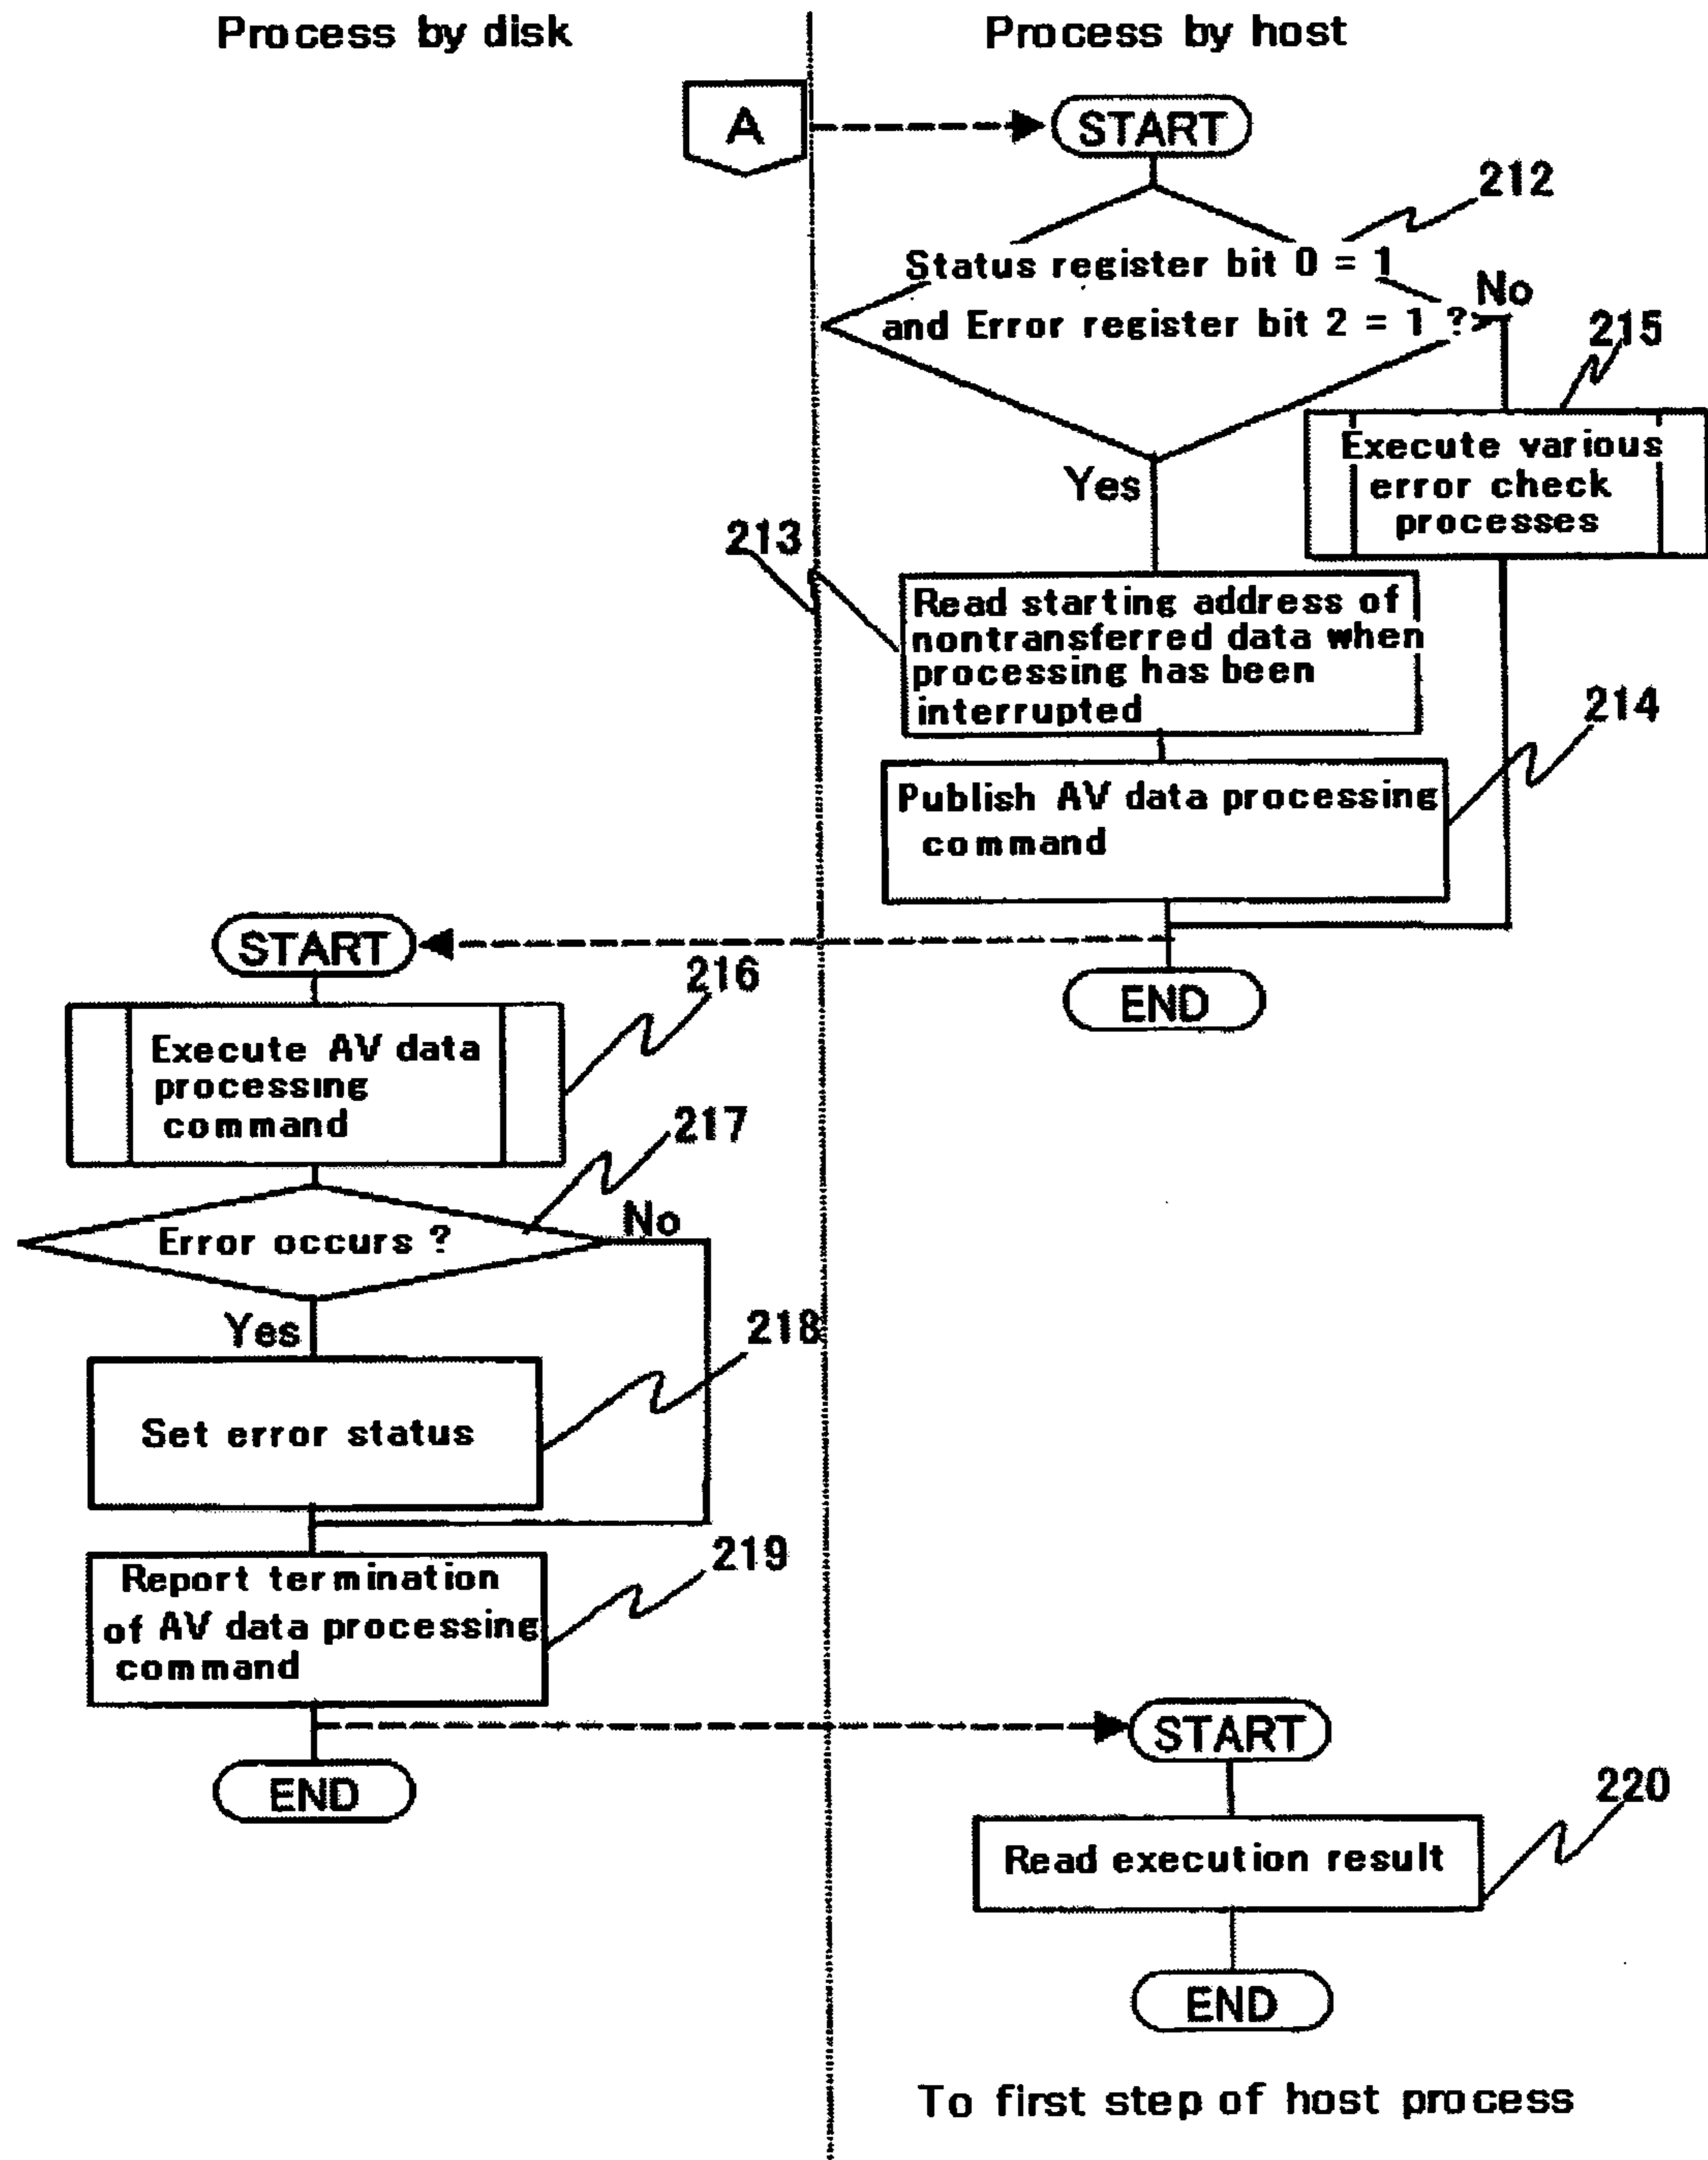 Process by disk
Process by host
A
START
212
Status register bit 0 = 1
and Error register bit 2 = 1 ?
No
215
Execute various
error check
processes
Yes
213
Read starting address of
nontransferred data when
processing has been
interrupted
214
Publish AV data processing
command
START
END
216
Execute AV data
processing
command
217
Error occurs ?
No
Yes
218
Set error status
219
Report termination
of AV data processing
command
START
END
220
Read execution result
END
To first step of host process